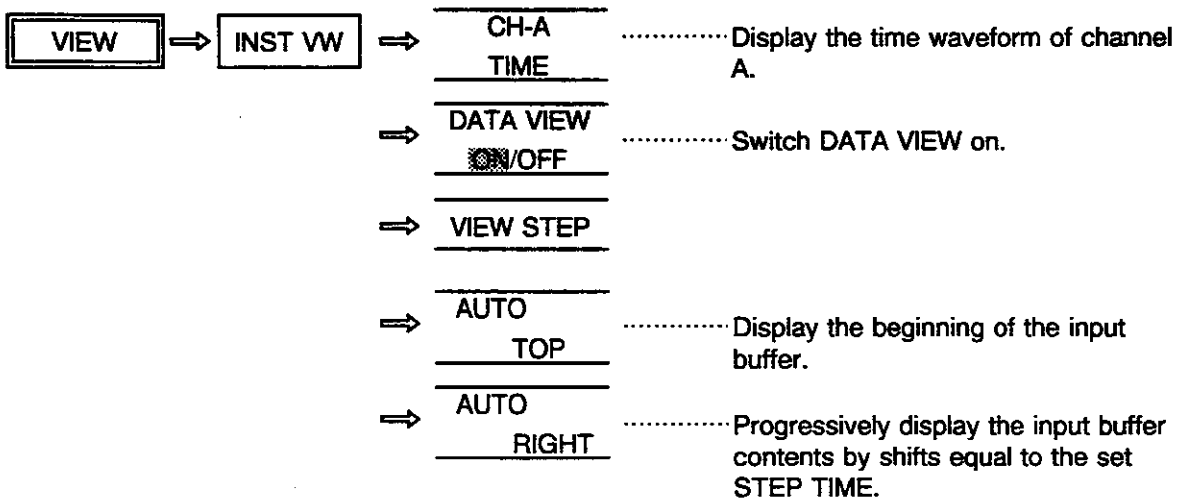 VIEW ⇒ INST VW ⇒ CH-A
TIME
Display the time waveform of channel
A.
⇒ DATA VIEW
ON/OFF
Switch DATA VIEW on.
⇒ VIEW STEP
⇒ AUTO
TOP
Display the beginning of the input
buffer.
⇒ AUTO
RIGHT
Progressively display the input buffer
contents by shifts equal to the set
STEP TIME.